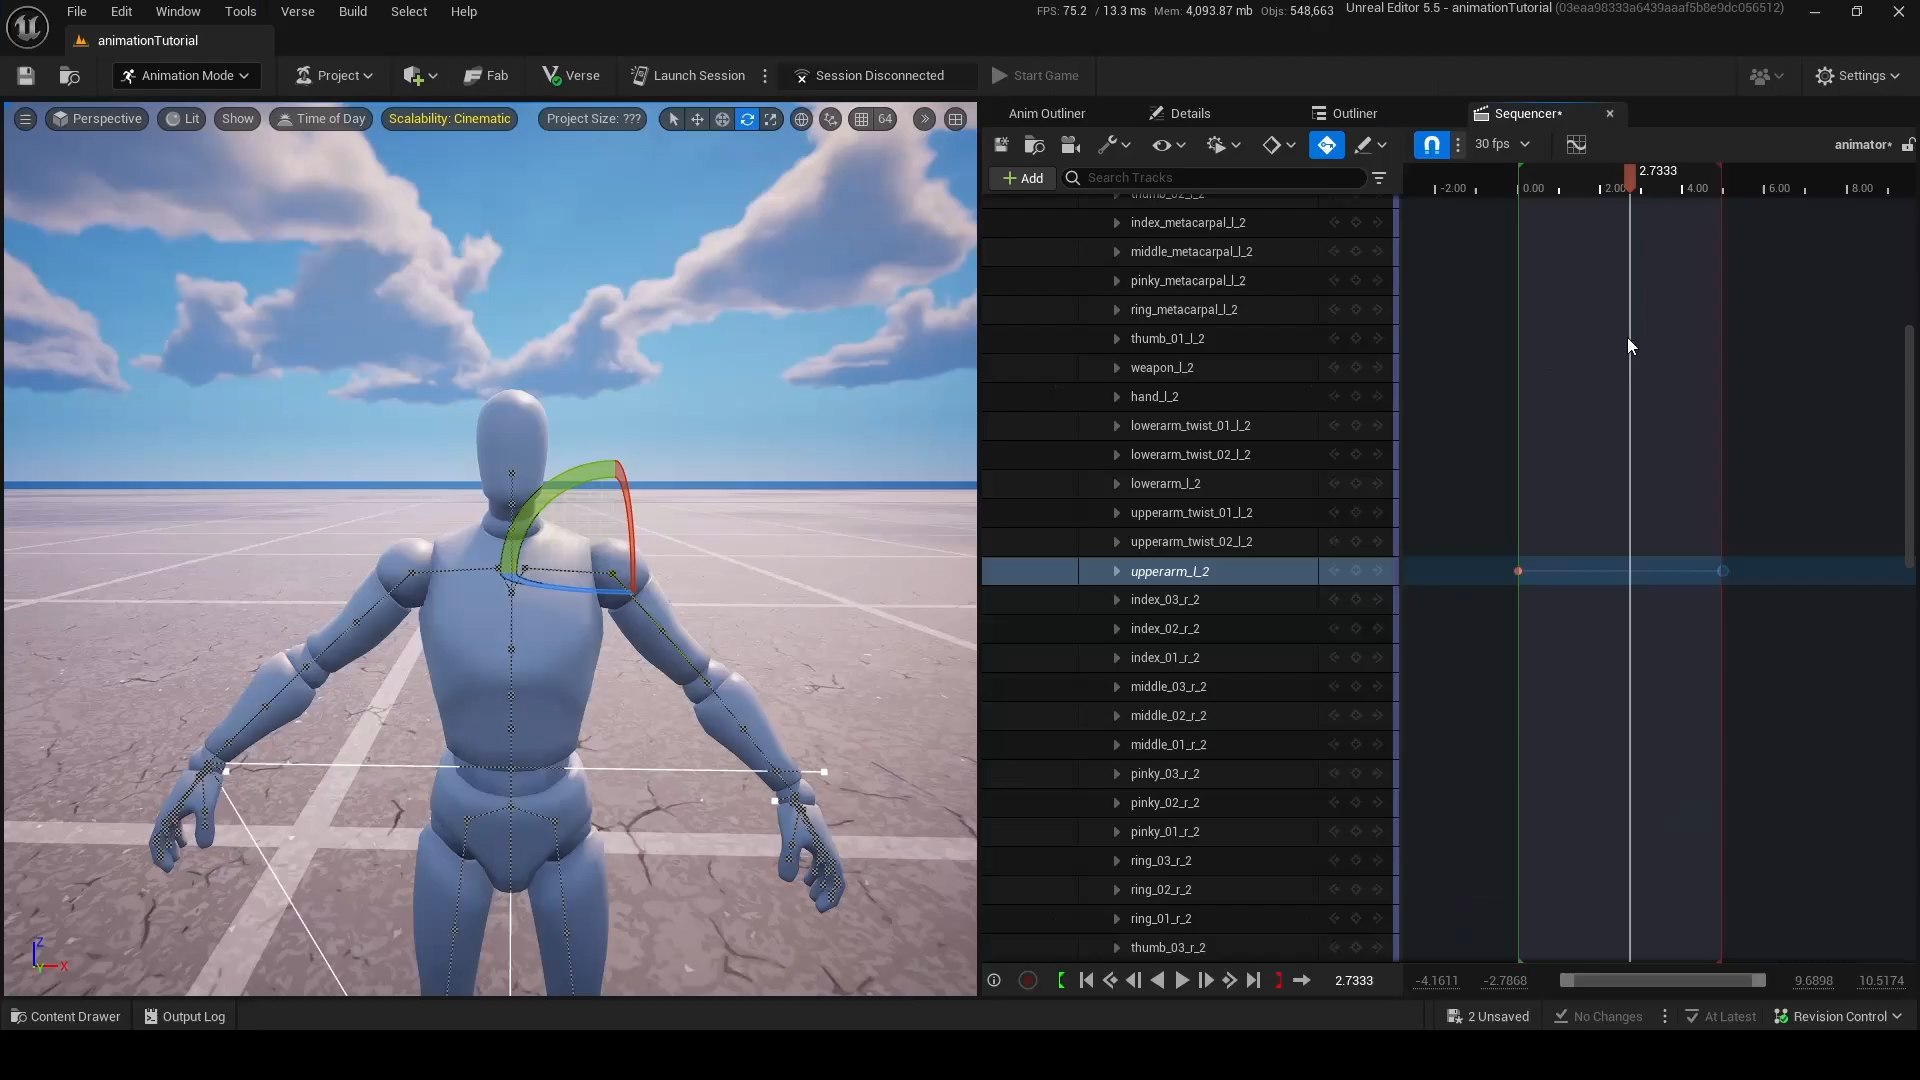 File Edit Window Tools Verse Build Select Help FPS: 75.2 / 13.3 ms Mem: 4,093.87 mb Objs: 548,663 Unreal Editor 5.5 - animationTutorial (03eaa98333a6439aaaf5b8e9dc056512)
animationTutorial
Animation Mode Project Fab Verse Launch Session Session Disconnected Start Game Settings
Perspective Lit Show Time of Day Scalability: Cinematic Project Size: ??? 64
Anim Outliner Details Outliner Sequencer*
30 fps animator*
Add Search Tracks 2.7333
-2.00 0.00 2.00 4.00 6.00 8.00
thumb_02_l_2
index_metacarpal_l_2
middle_metacarpal_l_2
pinky_metacarpal_l_2
ring_metacarpal_l_2
thumb_01_l_2
weapon_l_2
hand_l_2
lowerarm_twist_01_l_2
lowerarm_twist_02_l_2
lowerarm_l_2
upperarm_twist_01_l_2
upperarm_twist_02_l_2
upperarm_l_2
index_03_r_2
index_02_r_2
index_01_r_2
middle_03_r_2
middle_02_r_2
middle_01_r_2
pinky_03_r_2
pinky_02_r_2
pinky_01_r_2
ring_03_r_2
ring_02_r_2
ring_01_r_2
thumb_03_r_2
Z
Y X
2.7333 -4.1611 -2.7868 9.6898 10.5174
Content Drawer Output Log 2 Unsaved No Changes At Latest Revision Control